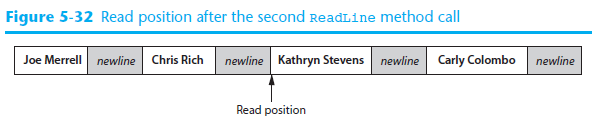 Figure 5-32 Read position after the second ReadLine method call
Joe Merrell newline Chris Rich newline Kathryn Stevens newline Carly Colombo newline
Read position